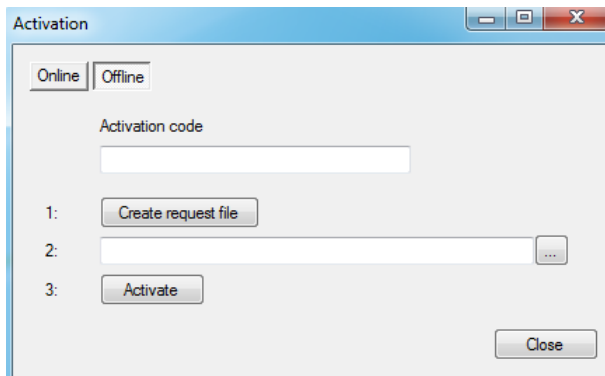 Activation
Online Offline
Activation code
1: Create request file
2: ...
3: Activate
Close